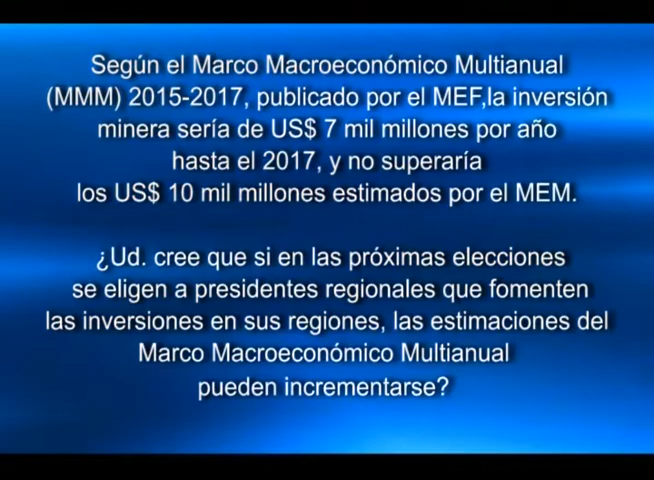 Según el Marco Macroeconómico Multianual
(MMM) 2015-2017, publicado por el MEF,la inversión
minera sería de US$ 7 mil millones por año
hasta el 2017, y no superaría
los US$ 10 mil millones estimados por el MEM.
¿Ud. cree que si en las próximas elecciones
se eligen a presidentes regionales que fomenten
las inversiones en sus regiones, las estimaciones del
Marco Macroeconómico Multianual
pueden incrementarse?